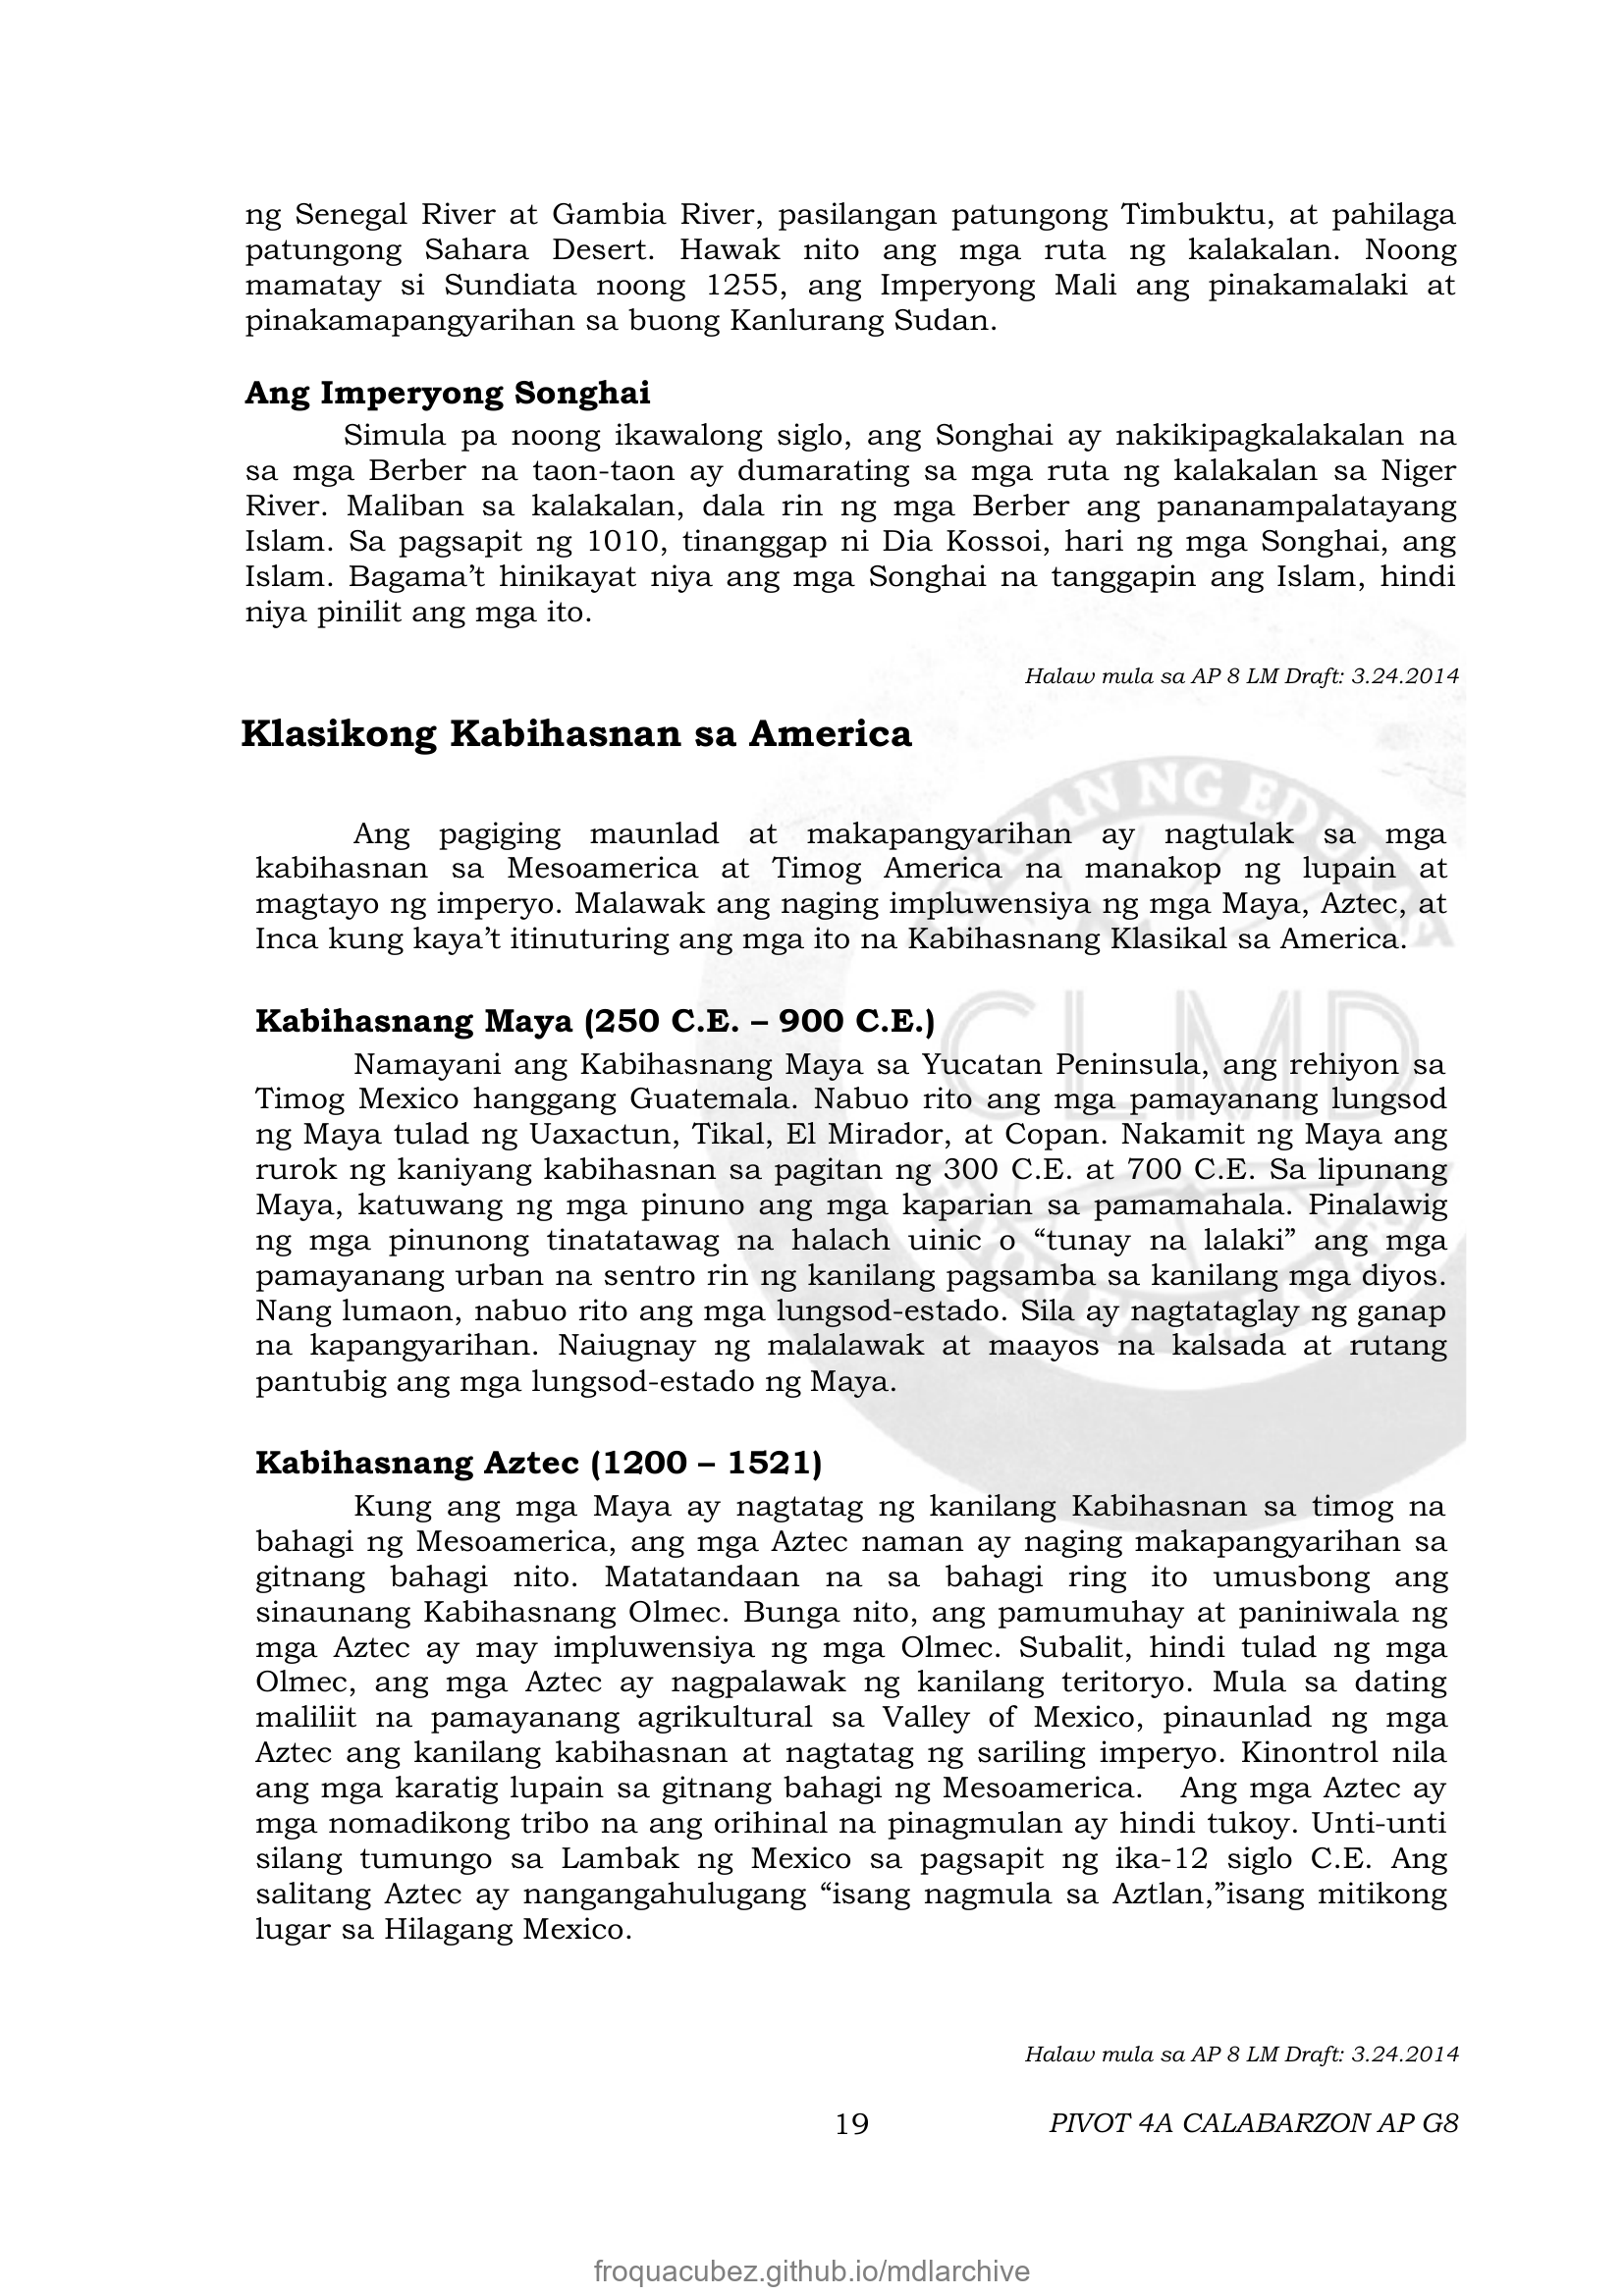 ng Senegal River at Gambia River, pasilangan patungong Timbuktu, at pahilaga
patungong Sahara Desert. Hawak nito ang mga ruta ng kalakalan. Noong
mamatay si Sundiata noong 1255, ang Imperyong Mali ang pinakamalaki at
pinakamapangyarihan sa buong Kanlurang Sudan.
Ang Imperyong Songhai
Simula pa noong ikawalong siglo, ang Songhai ay nakikipagkalakalan na
sa mga Berber na taon-taon ay dumarating sa mga ruta ng kalakalan sa Niger
River. Maliban sa kalakalan, dala rin ng mga Berber ang pananampalatayang
Islam. Sa pagsapit ng 1010, tinanggap ni Dia Kossoi, hari ng mga Songhai, ang
Islam. Bagama’t hinikayat niya ang mga Songhai na tanggapin ang Islam, hindi
niya pinilit ang mga ito.
Halaw mula sa AP 8 LM Draft: 3.24.2014
Klasikong Kabihasnan sa America
Ang pagiging maunlad at makapangyarihan ay nagtulak sa mga
kabihasnan sa Mesoamerica at Timog America na manakop ng lupain at
magtayo ng imperyo. Malawak ang naging impluwensiya ng mga Maya, Aztec, at
Inca kung kaya’t itinuturing ang mga ito na Kabihasnang Klasikal sa America.
Kabihasnang Maya (250 C.E. – 900 C.E.)
Namayani ang Kabihasnang Maya sa Yucatan Peninsula, ang rehiyon sa
Timog Mexico hanggang Guatemala. Nabuo rito ang mga pamayanang lungsod
ng Maya tulad ng Uaxactun, Tikal, El Mirador, at Copan. Nakamit ng Maya ang
rurok ng kaniyang kabihasnan sa pagitan ng 300 C.E. at 700 C.E. Sa lipunang
Maya, katuwang ng mga pinuno ang mga kaparian sa pamamahala. Pinalawig
ng mga pinunong tinatatawag na halach uinic o “tunay na lalaki” ang mga
pamayanang urban na sentro rin ng kanilang pagsamba sa kanilang mga diyos.
Nang lumaon, nabuo rito ang mga lungsod-estado. Sila ay nagtataglay ng ganap
na kapangyarihan. Naiugnay ng malalawak at maayos na kalsada at rutang
pantubig ang mga lungsod-estado ng Maya.
Kabihasnang Aztec (1200 – 1521)
Kung ang mga Maya ay nagtatag ng kanilang Kabihasnan sa timog na
bahagi ng Mesoamerica, ang mga Aztec naman ay naging makapangyarihan sa
gitnang bahagi nito. Matatandaan na sa bahagi ring ito umusbong ang
sinaunang Kabihasnang Olmec. Bunga nito, ang pamumuhay at paniniwala ng
mga Aztec ay may impluwensiya ng mga Olmec. Subalit, hindi tulad ng mga
Olmec, ang mga Aztec ay nagpalawak ng kanilang teritoryo. Mula sa dating
maliliit na pamayanang agrikultural sa Valley of Mexico, pinaunlad ng mga
Aztec ang kanilang kabihasnan at nagtatag ng sariling imperyo. Kinontrol nila
ang mga karatig lupain sa gitnang bahagi ng Mesoamerica. Ang mga Aztec ay
mga nomadikong tribo na ang orihinal na pinagmulan ay hindi tukoy. Unti-unti
silang tumungo sa Lambak ng Mexico sa pagsapit ng ika-12 siglo C.E. Ang
salitang Aztec ay nangangahulugang “isang nagmula sa Aztlan,”isang mitikong
lugar sa Hilagang Mexico.
Halaw mula sa AP 8 LM Draft: 3.24.2014
19
PIVOT 4A CALABARZON AP G8
CLMD
froquacubez.github.io/mdlarchive